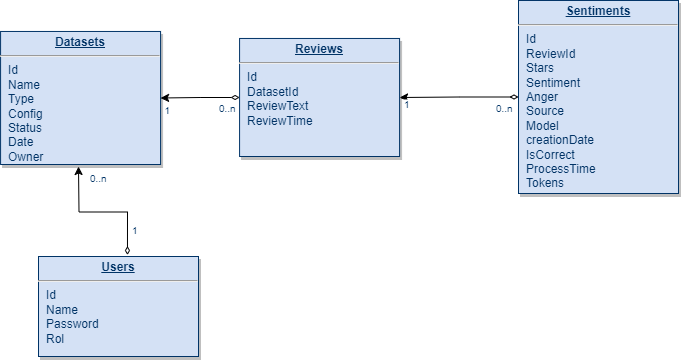 Datasets
Id
Name
Type
Config
Status
Date
Owner
1
0..n
Reviews
Id
DatasetId
ReviewText
ReviewTime
0..n
1
Sentiments
Id
ReviewId
Stars
Sentiment
Anger
Source
Model
creationDate
IsCorrect
ProcessTime
Tokens
0..n
1
Users
Id
Name
Password
Rol